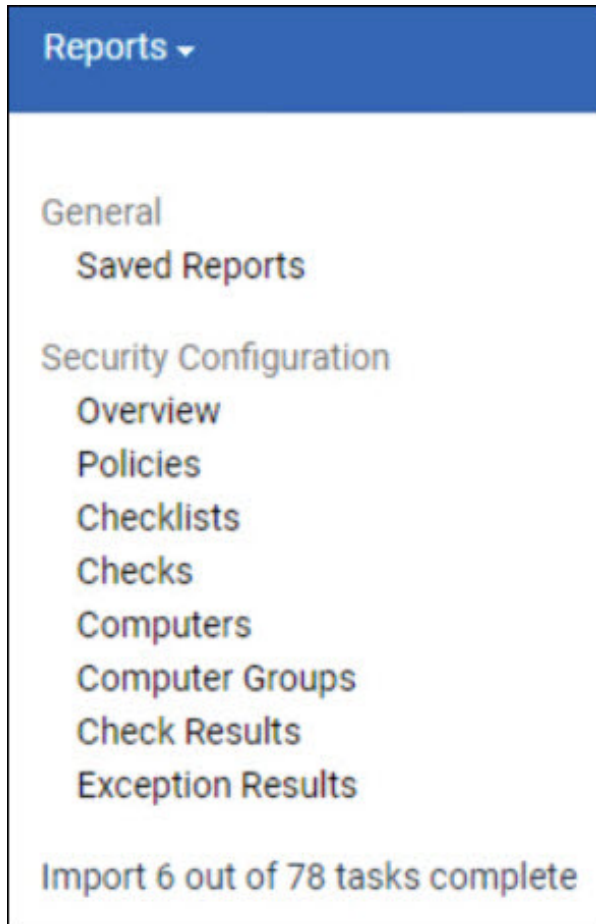 Reports
General
Saved Reports
Security Configuration
Overview
Policies
Checklists
Checks
Computers
Computer Groups
Check Results
Exception Results
Import 6 out of 78 tasks complete